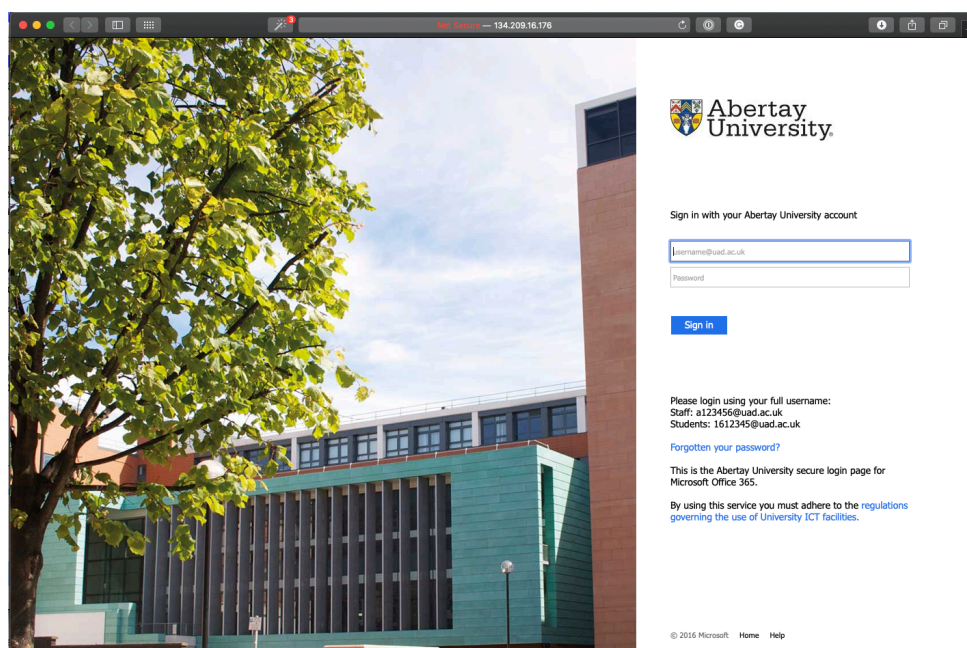 3
Not Secure — 134.209.16.176
Abertay
University®
Sign in with your Abertay University account
username@uad.ac.uk
Password
Sign in
Please login using your full username:
Staff: a123456@uad.ac.uk
Students: 1612345@uad.ac.uk
Forgotten your password?
This is the Abertay University secure login page for
Microsoft Office 365.
By using this service you must adhere to the regulations
governing the use of University ICT facilities.
© 2016 Microsoft Home Help